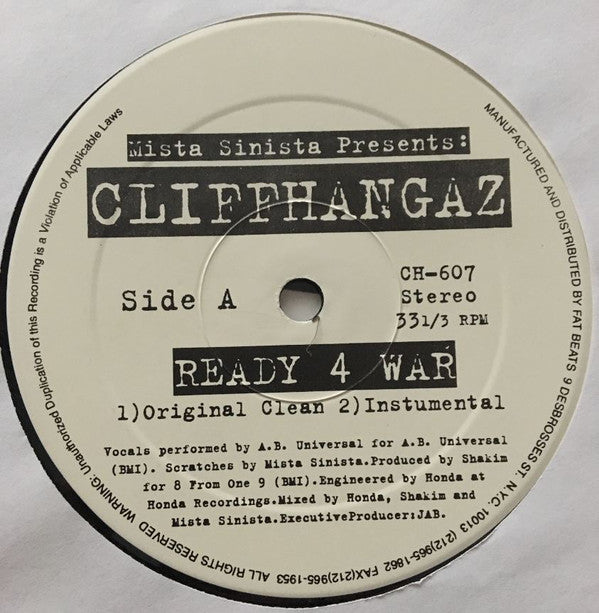 Mista Sinista Presents:
CLIFFHANGAZ
Side A
CH-607
Stereo
33 1/3 RPM
READY 4 WAR
1)Original Clean 2)Instumental
Vocals performed by A.B. Universal for A.B. Universal
(BMI). Scratches by Mista Sinista.Produced by Shakim
for 8 From One 9 (BMI).Engineered by Honda at
Honda Recordings.Mixed by Honda, Shakim and
Mista Sinista.ExecutiveProducer:JAB.
MANUFACTURED AND DISTRIBUTED BY FAT BEATS 9 DESBROSSES ST. N.Y.C. 10013 (212)965-1862 FAX(212)965-1953 ALL RIGHTS RESERVED WARNING: Unauthorized Duplication of this Recording is a Violation of Applicable Laws